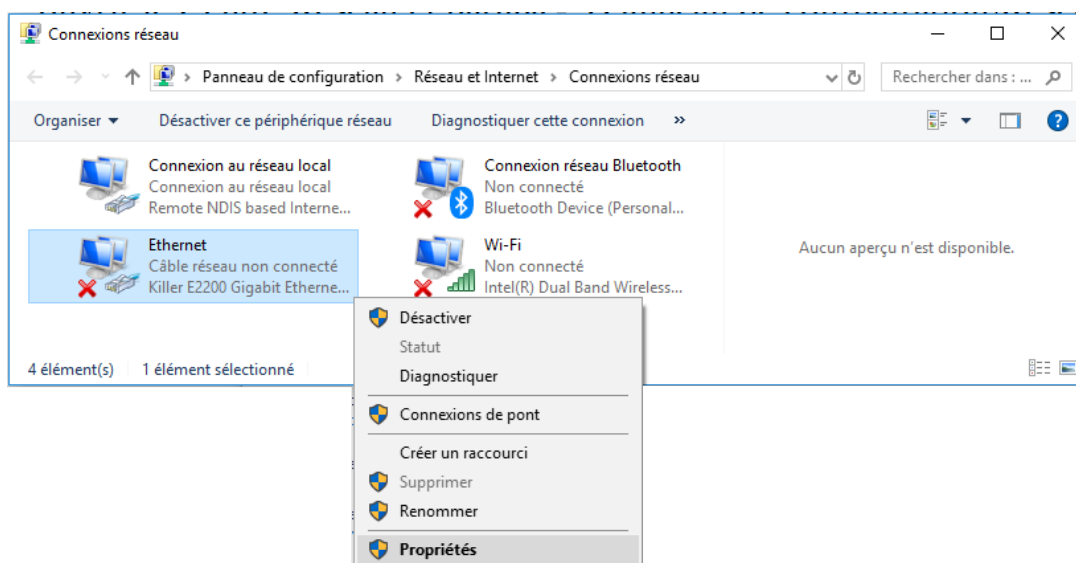 Connexions réseau
Panneau de configuration > Réseau et Internet > Connexions réseau
Rechercher dans : ...
Organiser
Désactiver ce périphérique réseau
Diagnostiquer cette connexion
»
Connexion au réseau local
Connexion au réseau local
Remote NDIS based Interne...
Connexion réseau Bluetooth
Non connecté
Bluetooth Device (Personal...
Ethernet
Câble réseau non connecté
Killer E2200 Gigabit Etherne...
Wi-Fi
Non connecté
Intel(R) Dual Band Wireless...
Aucun aperçu n'est disponible.
Désactiver
Statut
Diagnostiquer
Connexions de pont
Créer un raccourci
Supprimer
Renommer
Propriétés
4 élément(s)
1 élément sélectionné